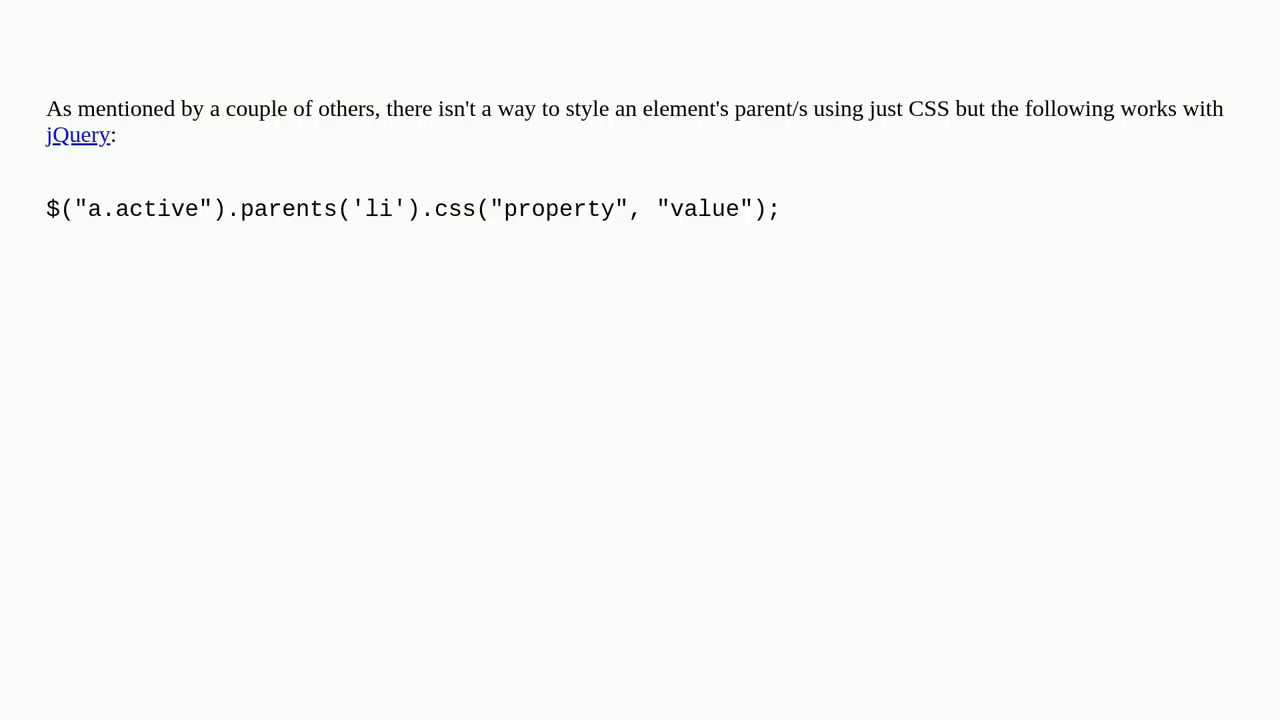 As mentioned by a couple of others, there isn't a way to style an element's parent/s using just CSS but the following works with
jQuery:
$("a.active").parents('li').css("property", "value");